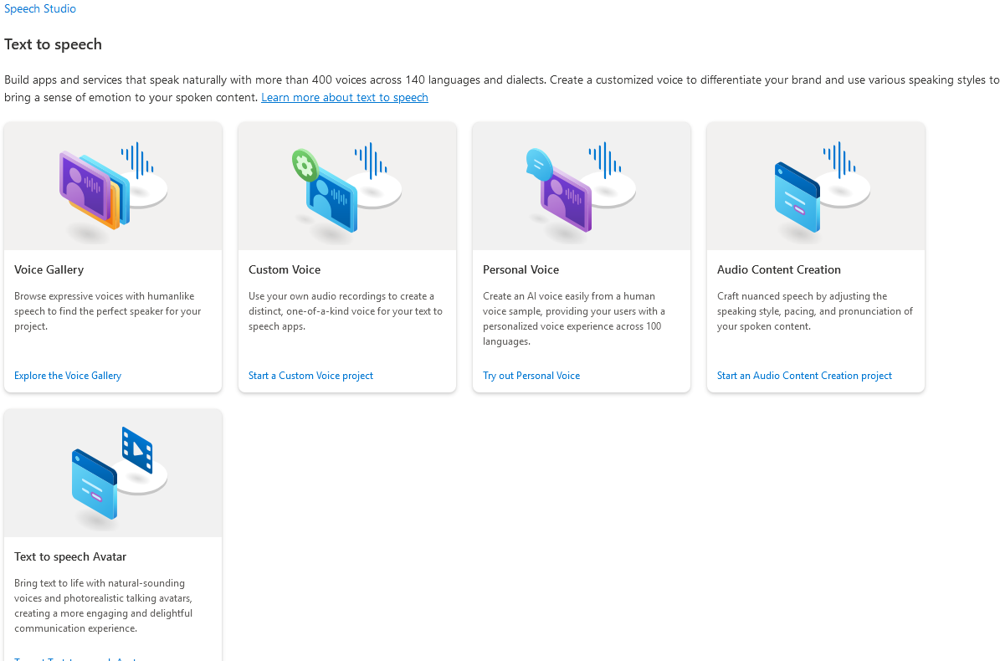 Speech Studio
Text to speech
Build apps and services that speak naturally with more than 400 voices across 140 languages and dialects. Create a customized voice to differentiate your brand and use various speaking styles to
bring a sense of emotion to your spoken content. Learn more about text to speech
Voice Gallery
Browse expressive voices with humanlike
speech to find the perfect speaker for your
project.
Explore the Voice Gallery
Custom Voice
Use your own audio recordings to create a
distinct, one-of-a-kind voice for your text to
speech apps.
Start a Custom Voice project
Personal Voice
Create an AI voice easily from a human
voice sample, providing your users with a
personalized voice experience across 100
languages.
Try out Personal Voice
Audio Content Creation
Craft nuanced speech by adjusting the
speaking style, pacing, and pronunciation of
your spoken content.
Start an Audio Content Creation project
Text to speech Avatar
Bring text to life with natural-sounding
voices and photorealistic talking avatars,
creating a more engaging and delightful
communication experience.